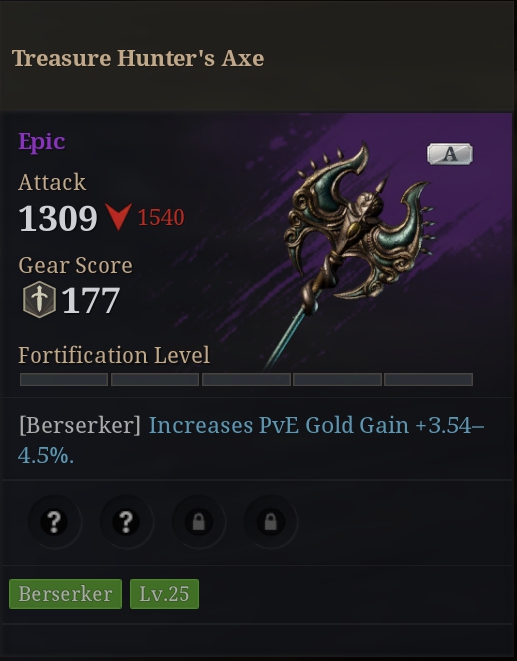 Treasure Hunter's Axe
Epic
A
Attack
1309 1540
Gear Score
177
Fortification Level
[Berserker] Increases PvE Gold Gain +3.54–
4.5%.
? ?
Berserker Lv.25